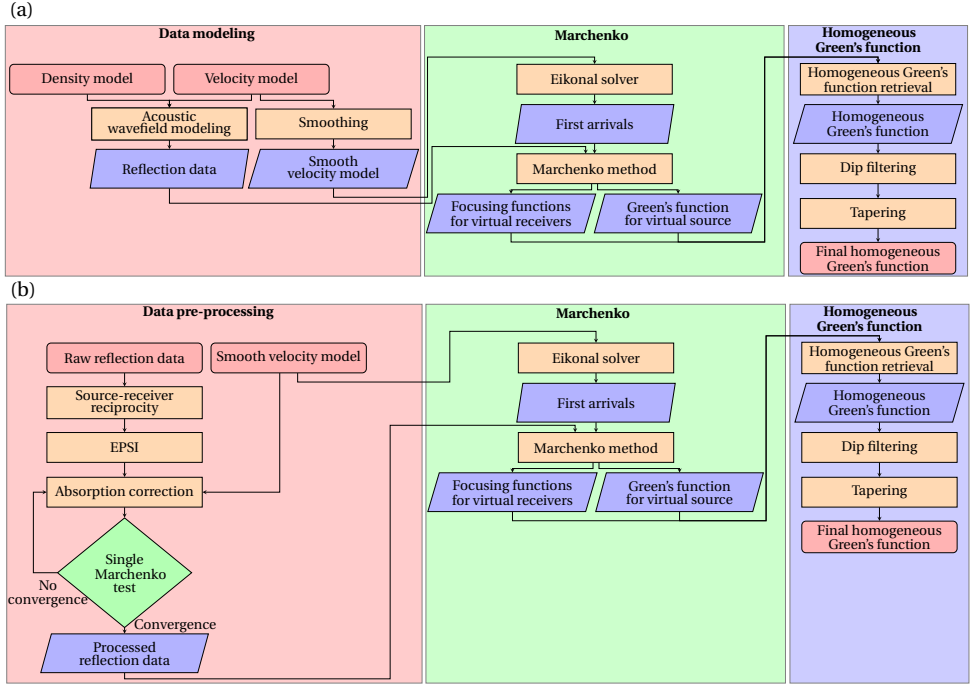 (a)
Data modeling
Density model
Velocity model
Acoustic
wavefield modeling
Smoothing
Reflection data
Smooth
velocity model
Marchenko
Eikonal solver
First arrivals
Marchenko method
Focusing functions
for virtual receivers
Green's function
for virtual source
Homogeneous
Green's function
Homogeneous Green's
function retrieval
Homogeneous
Green's function
Dip filtering
Tapering
Final homogeneous
Green's function
(b)
Data pre-processing
Raw reflection data
Smooth velocity model
Source-receiver
reciprocity
EPSI
Absorption correction
Single
Marchenko
test
No
convergence
Convergence
Processed
reflection data
Marchenko
Eikonal solver
First arrivals
Marchenko method
Focusing functions
for virtual receivers
Green's function
for virtual source
Homogeneous
Green's function
Homogeneous Green's
function retrieval
Homogeneous
Green's function
Dip filtering
Tapering
Final homogeneous
Green's function